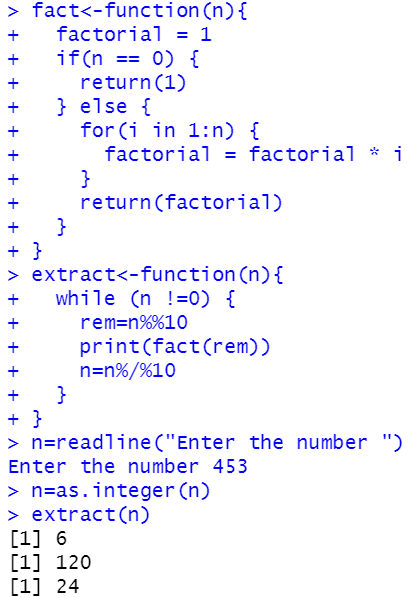 > fact<-function(n){
+   factorial = 1
+   if(n == 0) {
+     return(1)
+   } else {
+     for(i in 1:n) {
+       factorial = factorial * i
+     }
+     return(factorial)
+   }
+ }
> extract<-function(n){
+   while (n !=0) {
+     rem=n%%10
+     print(fact(rem))
+     n=n%/%10
+   }
+ }
> n=readline("Enter the number ")
Enter the number 453
> n=as.integer(n)
> extract(n)
[1] 6
[1] 120
[1] 24